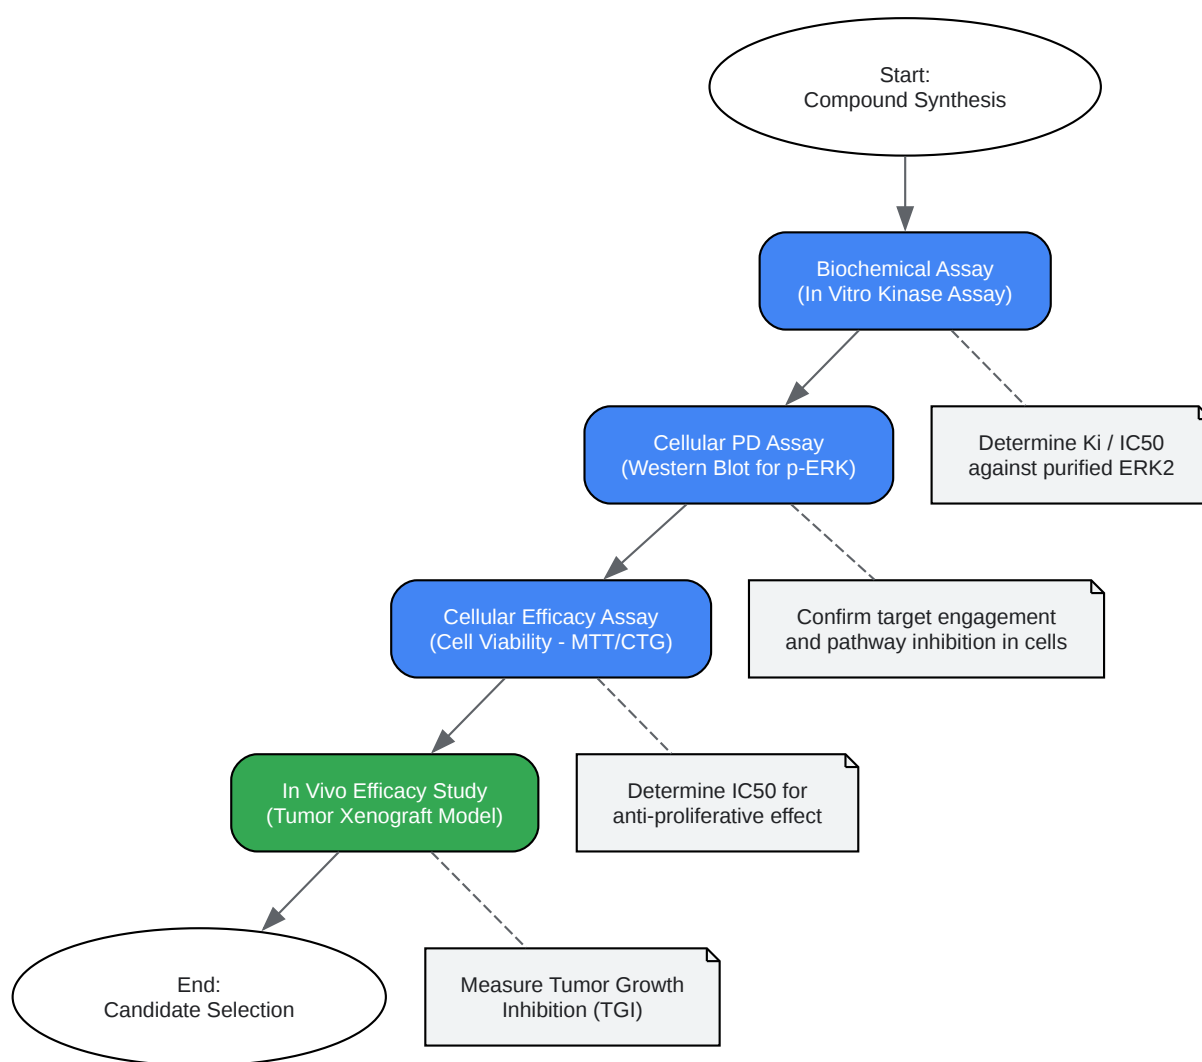 Start:
Compound Synthesis
Biochemical Assay
(In Vitro Kinase Assay)
Cellular PD Assay
(Western Blot for p-ERK)
Determine Ki / IC50
against purified ERK2
Cellular Efficacy Assay
(Cell Viability - MTT/CTG)
Confirm target engagement
and pathway inhibition in cells
In Vivo Efficacy Study
(Tumor Xenograft Model)
Determine IC50 for
anti-proliferative effect
End:
Candidate Selection
Measure Tumor Growth
Inhibition (TGI)